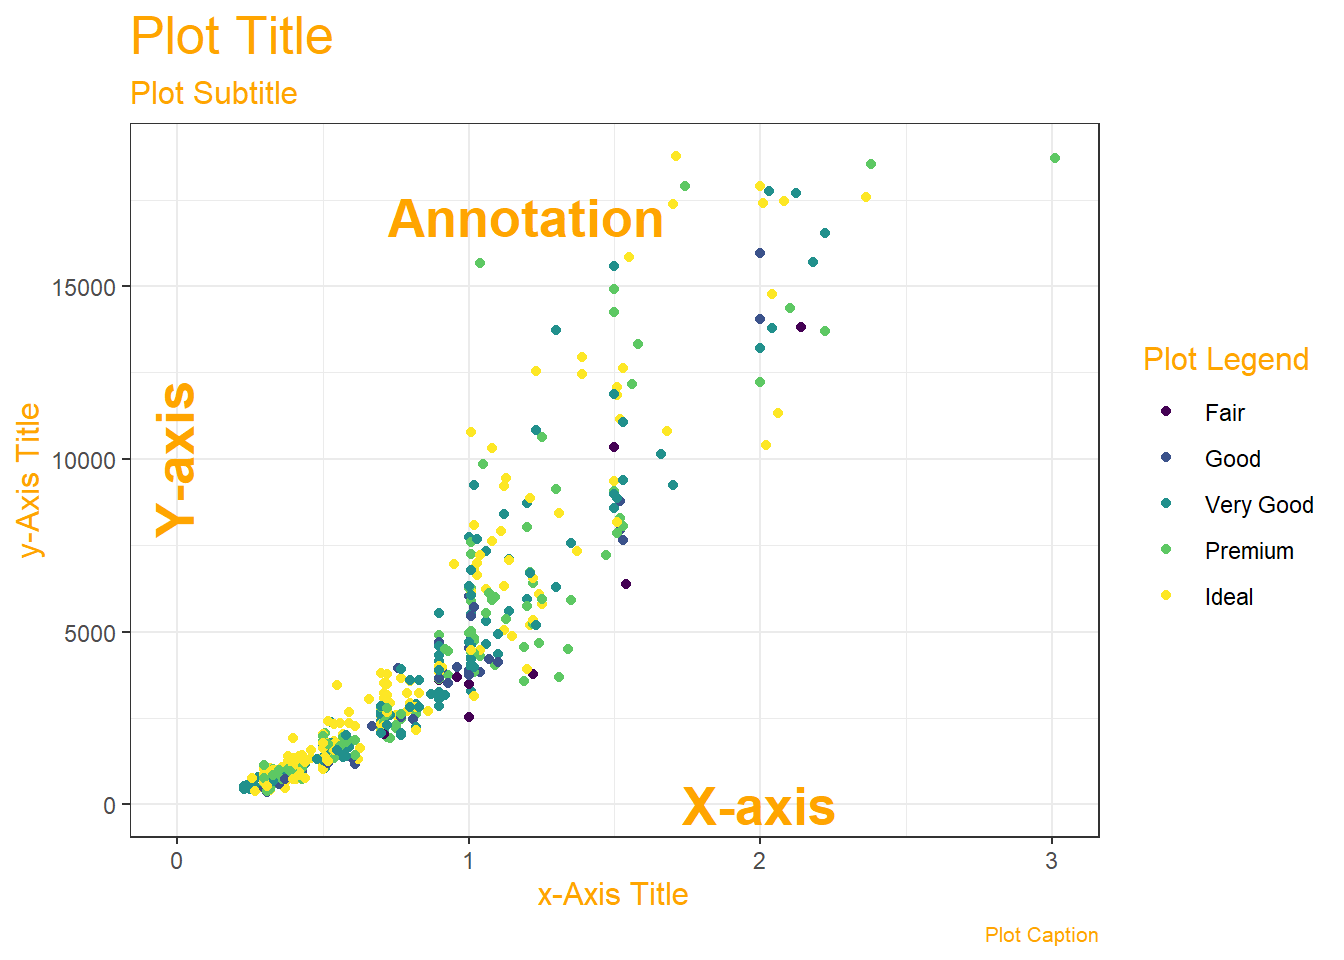 Plot Title
Plot Subtitle
Annotation
Y-axis
X-axis
y-Axis Title
15000
10000
5000
0
0
1
2
3
x-Axis Title
Plot Legend
Fair
Good
Very Good
Premium
Ideal
Plot Caption